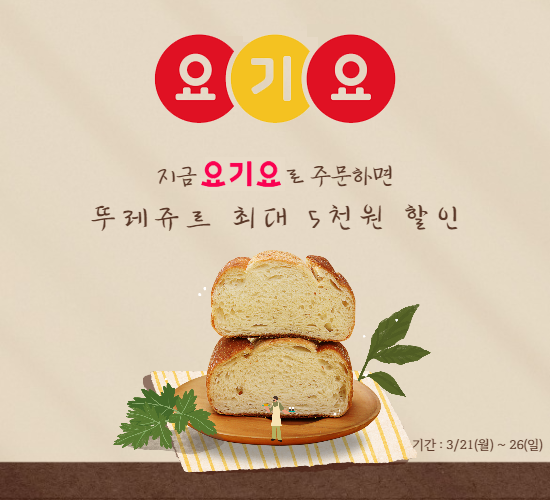 요기요
지금 요기요로 주문하면
뚜레쥬르 최대 5천원 할인
기간 : 3/21(월) ~ 26(일)